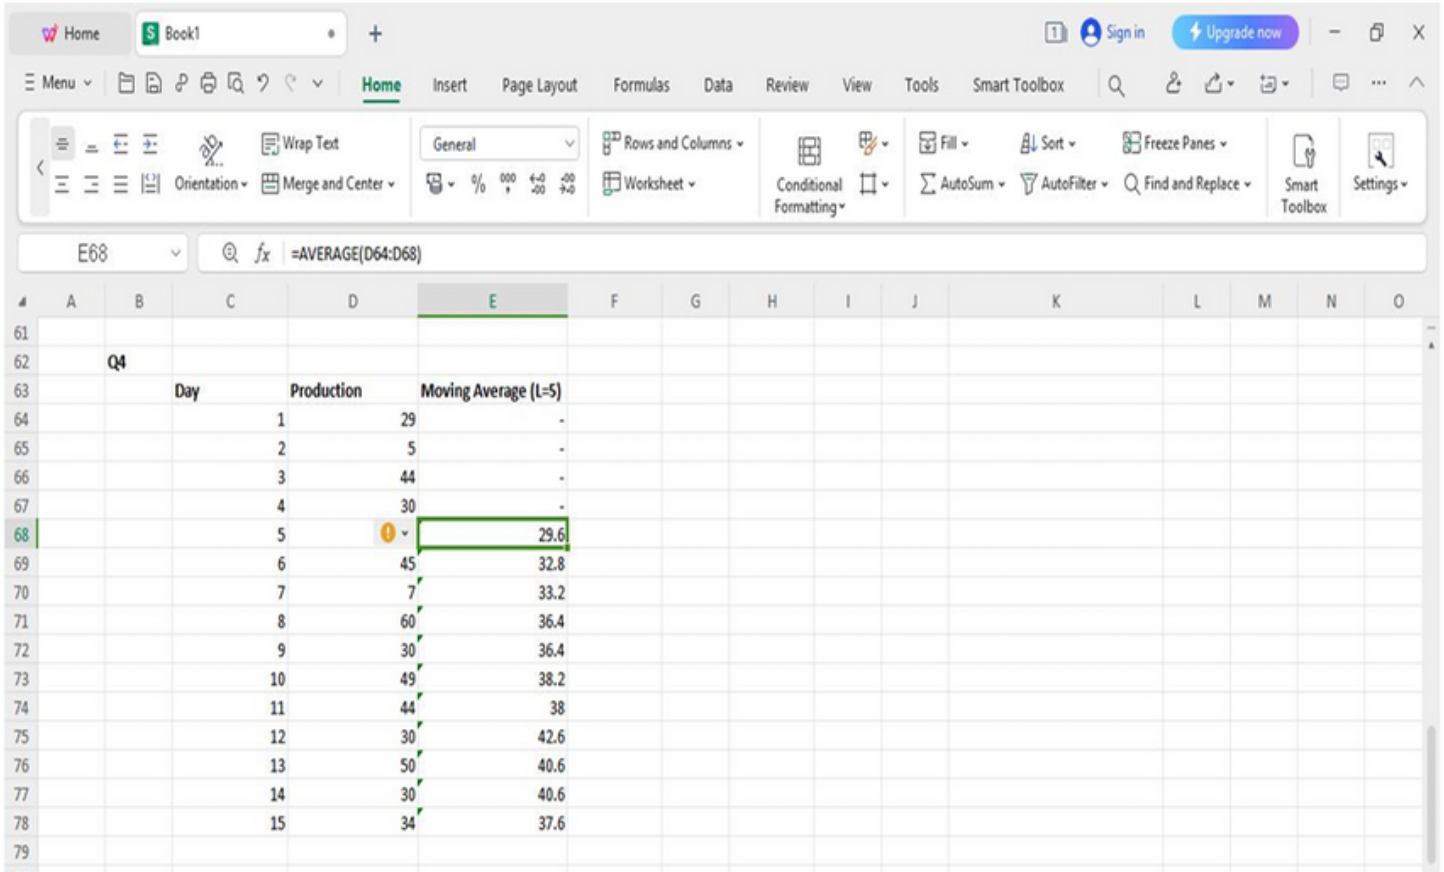 Home Book1 + 1 Sign in Upgrade now
Menu Home Insert Page Layout Formulas Data Review View Tools Smart Toolbox
Wrap Text General Rows and Columns Fill Sort Freeze Panes
Orientation Merge and Center % Worksheet Conditional Formatting AutoSum AutoFilter Find and Replace Smart Toolbox Settings
E68 fx =AVERAGE(D64:D68)
A B C D E F G H I J K L M N O
61
62 Q4
63 Day Production Moving Average (L=5)
64 1 29 -
65 2 5 -
66 3 44 -
67 4 30 -
68 5 29.6
69 6 45 32.8
70 7 7 33.2
71 8 60 36.4
72 9 30 36.4
73 10 49 38.2
74 11 44 38
75 12 30 42.6
76 13 50 40.6
77 14 30 40.6
78 15 34 37.6
79